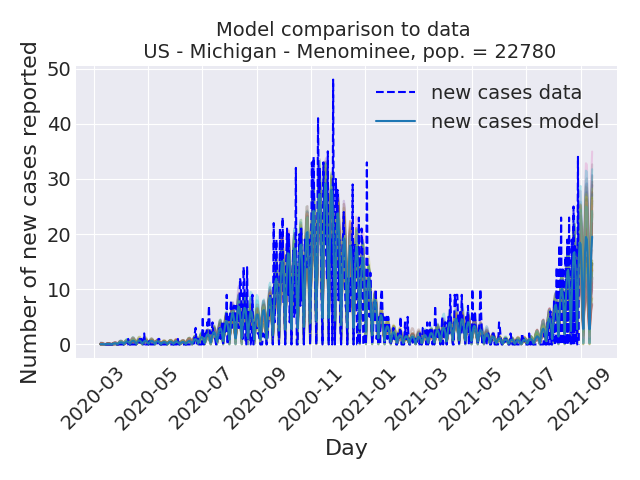 Model comparison to data
US - Michigan - Menominee, pop. = 22780
Number of new cases reported
50
40
30
20
10
0
new cases data
new cases model
2020-03
2020-05
2020-07
2020-09
2020-11
2021-01
2021-03
2021-05
2021-07
2021-09
Day